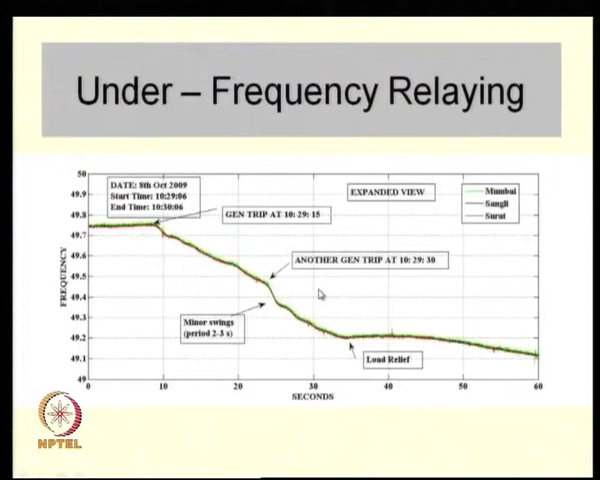 Under – Frequency Relaying
50
49.9
49.8
49.7
49.6
49.5
49.4
49.3
49.2
49.1
49
FREQUENCY
DATE: 8th Oct 2009
Start Time: 10:29:06
End Time: 10:30:06
EXPANDED VIEW
Mumbai
Sangli
Surat
GEN TRIP AT 10: 29: 15
ANOTHER GEN TRIP AT 10: 29: 30
Minor swings
(period 2-3 s)
Load Relief
0 10 20 30 40 50 60
SECONDS
NPTEL